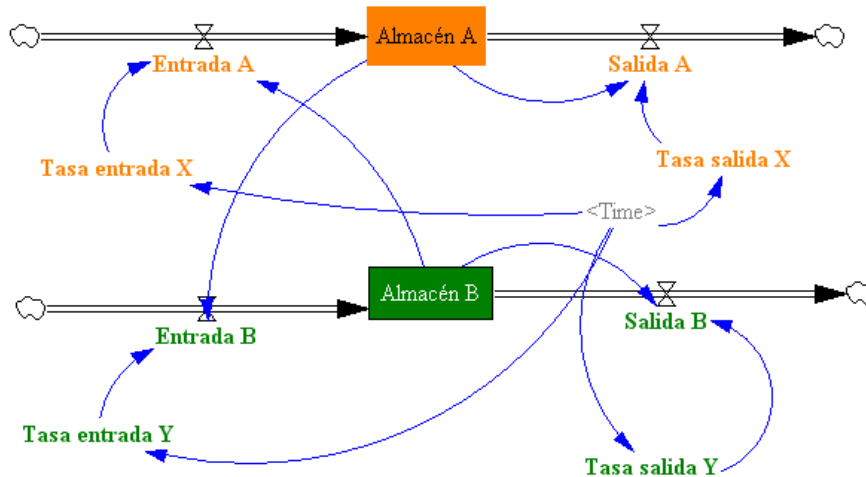 Almacén A
Entrada A
Salida A
Tasa entrada X
Tasa salida X
<Time>
Almacén B
Entrada B
Salida B
Tasa entrada Y
Tasa salida Y